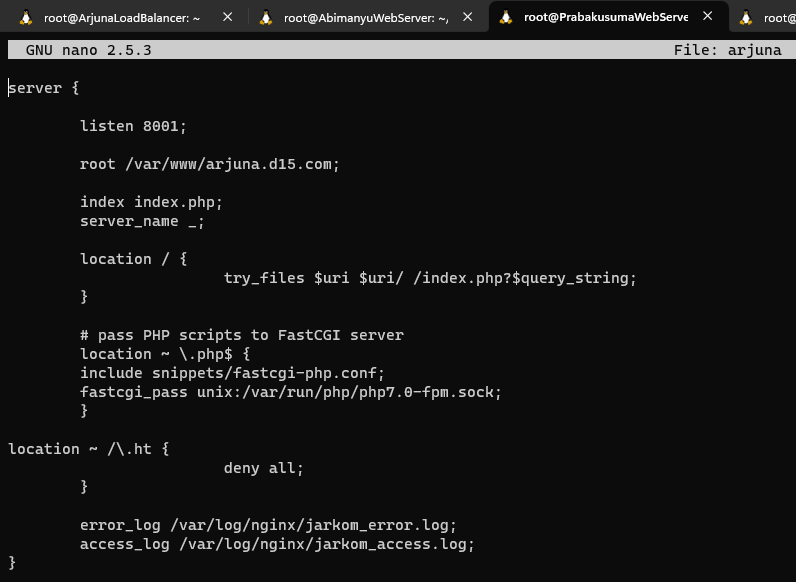 root@ArjunaLoadBalancer: ~
root@AbimanyuWebServer: ~,
root@PrabakusumaWebServe
root@
GNU nano 2.5.3 File: arjuna
server {
listen 8001;
root /var/www/arjuna.d15.com;
index index.php;
server_name _;
location / {
try_files $uri $uri/ /index.php?$query_string;
}
# pass PHP scripts to FastCGI server
location ~ \.php$ {
include snippets/fastcgi-php.conf;
fastcgi_pass unix:/var/run/php/php7.0-fpm.sock;
}
location ~ /\.ht {
deny all;
}
error_log /var/log/nginx/jarkom_error.log;
access_log /var/log/nginx/jarkom_access.log;
}